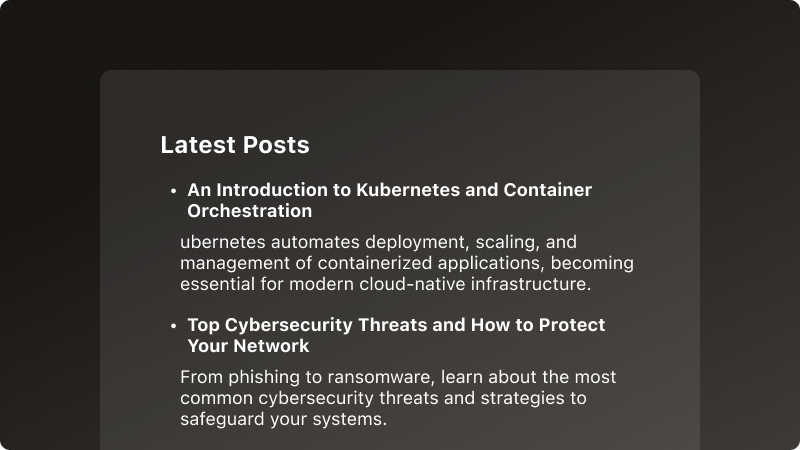 Latest Posts
• An Introduction to Kubernetes and Container
Orchestration
ubernetes automates deployment, scaling, and
management of containerized applications, becoming
essential for modern cloud-native infrastructure.
• Top Cybersecurity Threats and How to Protect
Your Network
From phishing to ransomware, learn about the most
common cybersecurity threats and strategies to
safeguard your systems.